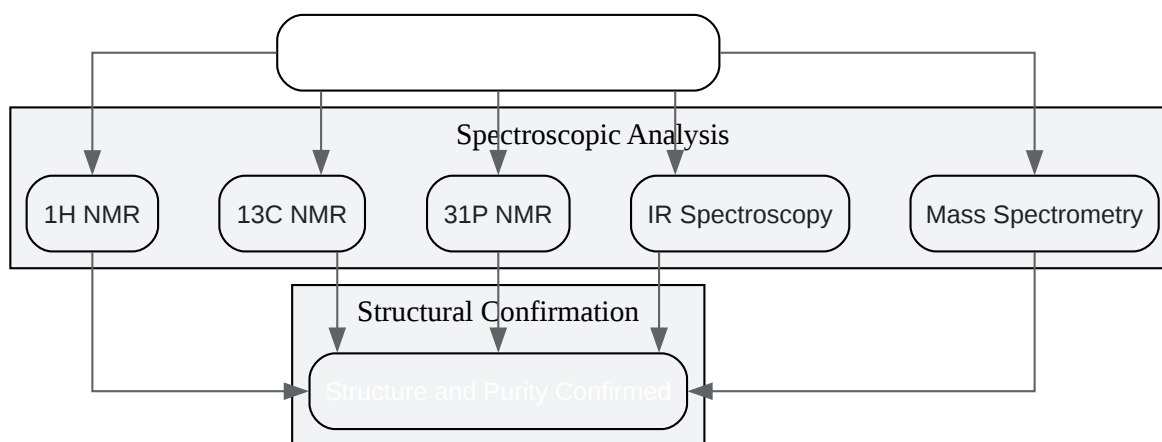 Spectroscopic Analysis
1H NMR
13C NMR
31P NMR
IR Spectroscopy
Mass Spectrometry
Structural Confirmation
Structure and Purity Confirmed